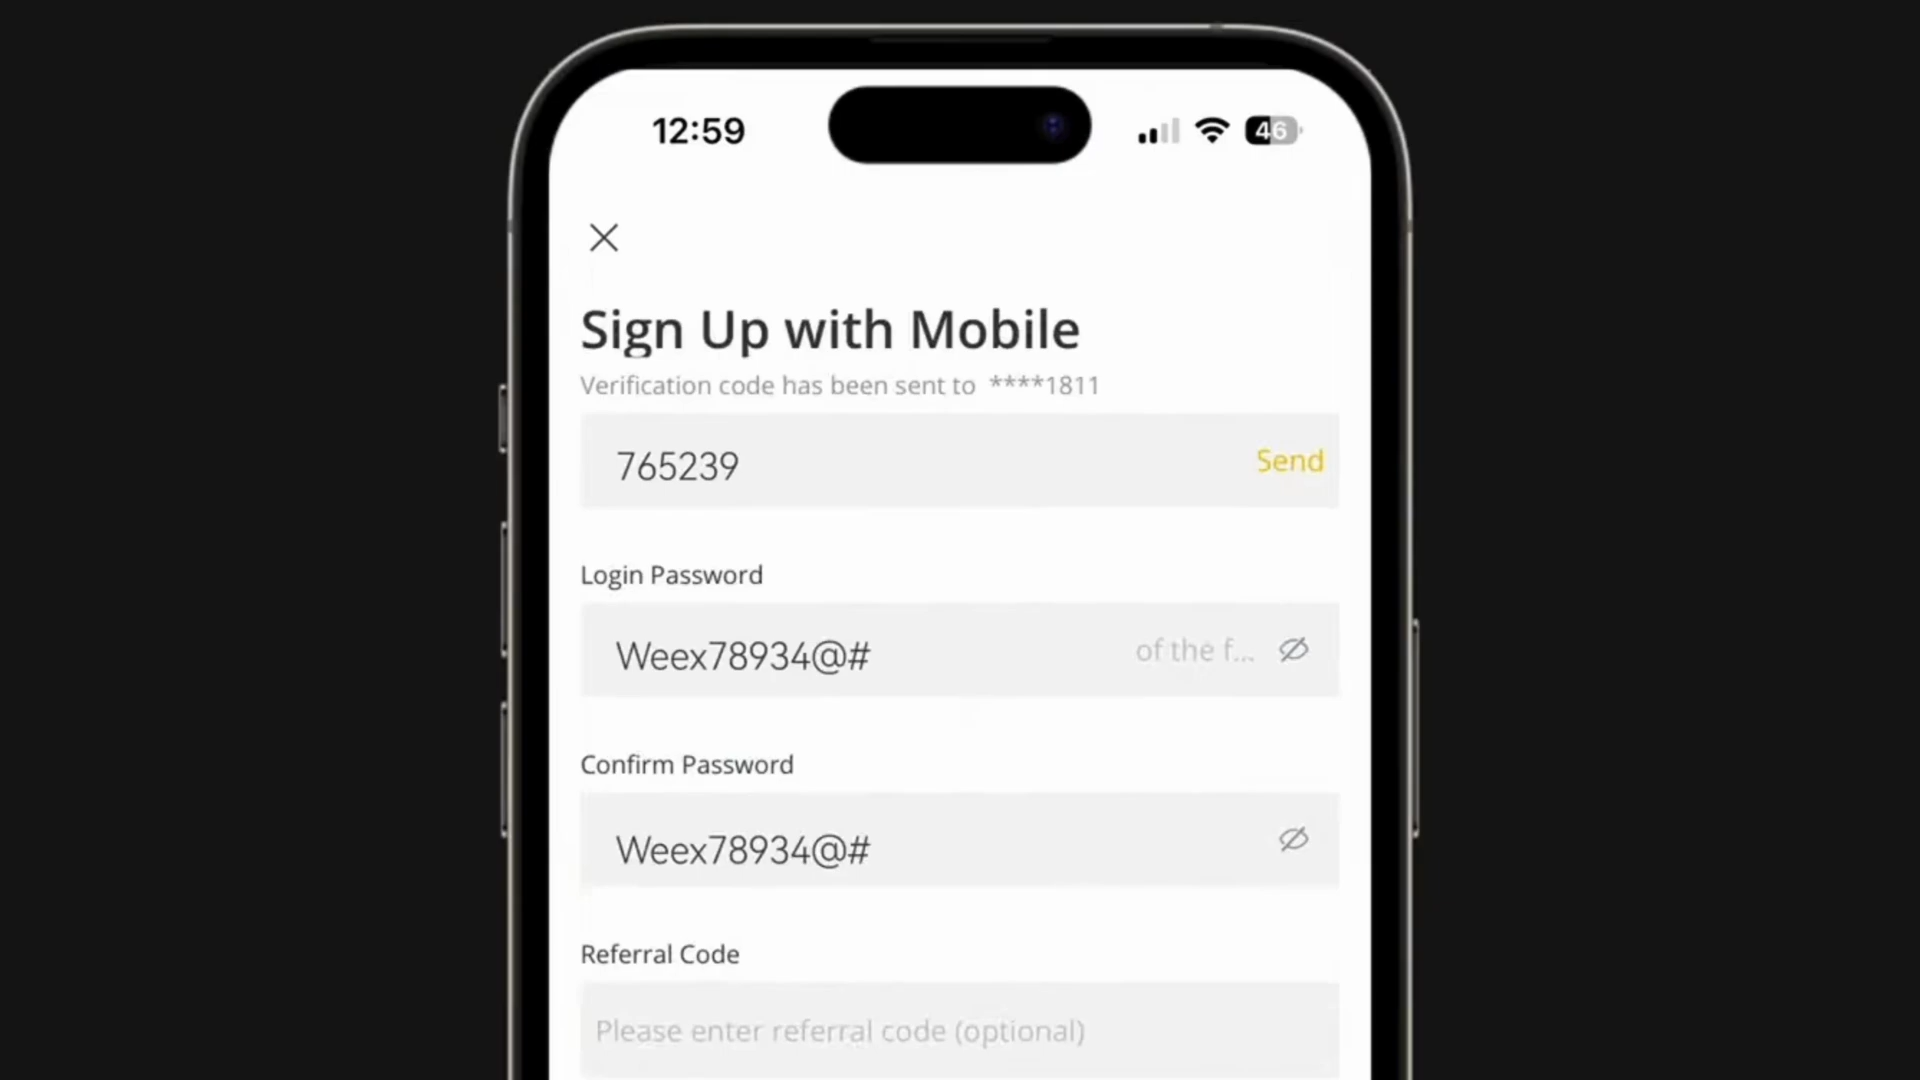 12:59
46
Sign Up with Mobile
Verification code has been sent to ****1811
765239 Send
Login Password
Weex78934@# of the f...
Confirm Password
Weex78934@#
Referral Code
Please enter referral code (optional)